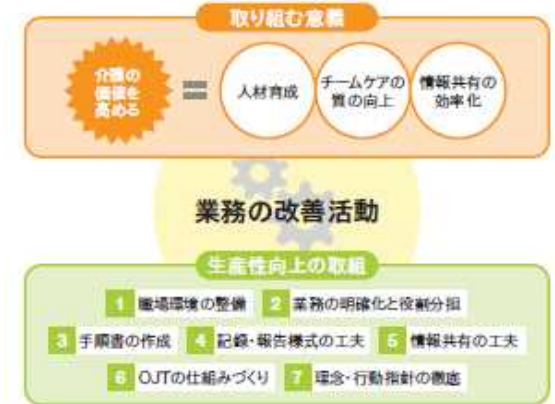 取り組む意義
介護の
価値を
高める
=
人材育成
チームケアの
質の向上
情報共有の
効率化
業務の改善活動
生産性向上の取組
1 職場環境の整備 2 業務の明確化と役割分担
3 手順書の作成 4 記録・報告様式の工夫 5 情報共有の工夫
6 OJTの仕組みづくり 7 理念・行動指針の徹底